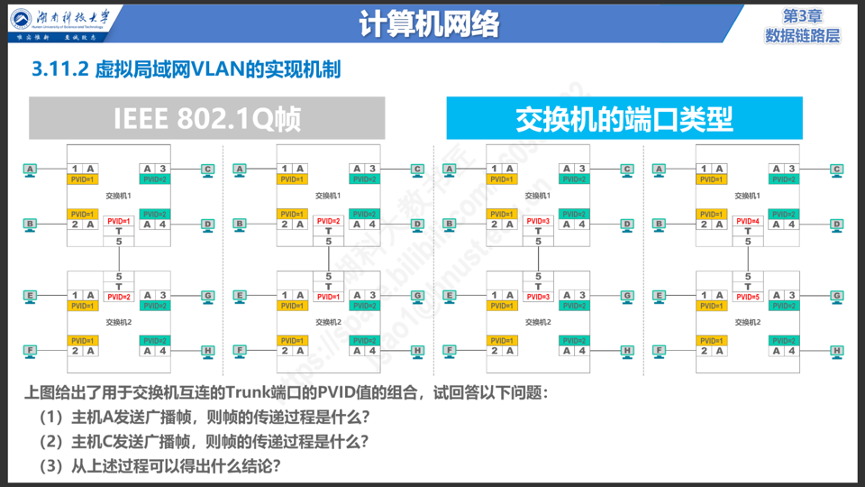 湖南科技大学
Hunan University of Science and Technology
唯实惟新 至诚致志
计算机网络
第3章
数据链路层
3.11.2 虚拟局域网VLAN的实现机制
IEEE 802.1Q帧
交换机的端口类型
A 1 A A 3 C A 1 A A 3 C A 1 A A 3 C A 1 A A 3 C
PVID=1 PVID=2 PVID=1 PVID=2 PVID=1 PVID=2 PVID=1 PVID=2
交换机1 交换机1 交换机1 交换机1
PVID=1 PVID=2 PVID=1 PVID=2 PVID=1 PVID=2 PVID=1 PVID=2
B 2 A PVID=1 A 4 D B 2 A PVID=2 A 4 D B 2 A PVID=3 A 4 D B 2 A PVID=4 A 4 D
T T T T
5 5 5 5
5 5 5 5
T T T T
E 1 A PVID=2 A 3 G E 1 A PVID=1 A 3 G E 1 A PVID=3 A 3 G E 1 A PVID=5 A 3 G
PVID=1 PVID=2 PVID=1 PVID=2 PVID=1 PVID=2 PVID=1 PVID=2
交换机2 交换机2 交换机2 交换机2
PVID=1 PVID=2 PVID=1 PVID=2 PVID=1 PVID=2 PVID=1 PVID=2
F 2 A A 4 H F 2 A A 4 H F 2 A A 4 H F 2 A A 4 H
上图给出了用于交换机互连的Trunk端口的PVID值的组合，试回答以下问题：
（1）主机A发送广播帧，则帧的传递过程是什么？
（2）主机C发送广播帧，则帧的传递过程是什么？
（3）从上述过程可以得出什么结论？